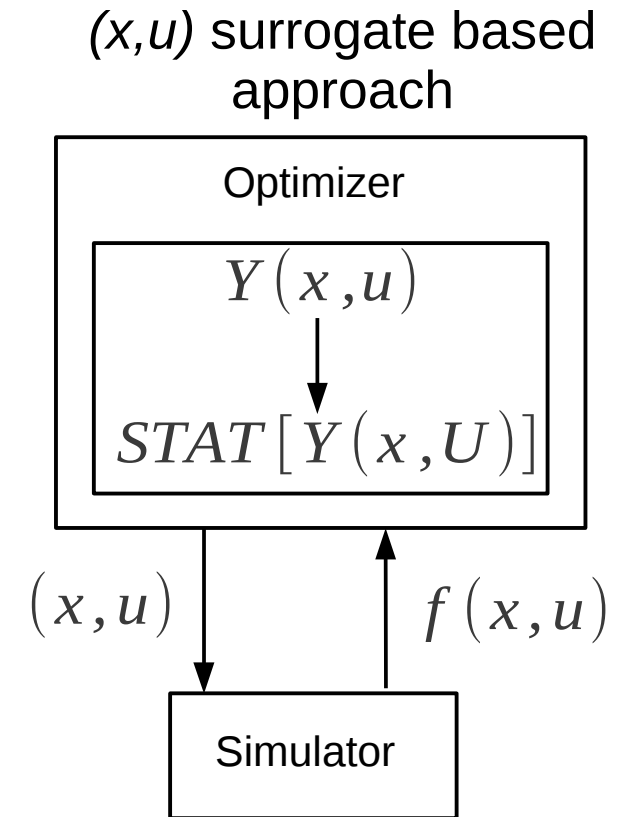 (x,u) surrogate based
approach
Optimizer
Y(x,u)
STAT[Y(x,U)]
(x,u)
f(x,u)
Simulator